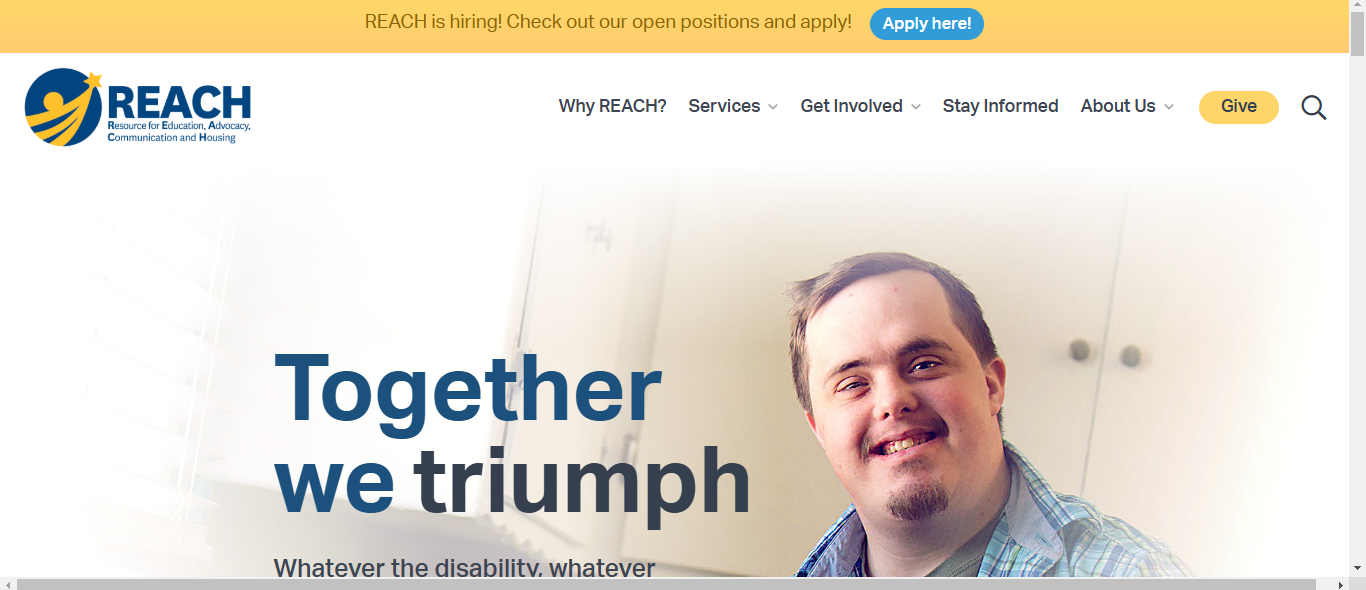 REACH is hiring! Check out our open positions and apply! Apply here!
REACH
Resource for Education, Advocacy,
Communication and Housing
Why REACH? Services Get Involved Stay Informed About Us Give
Together
we triumph
Whatever the disability, whatever